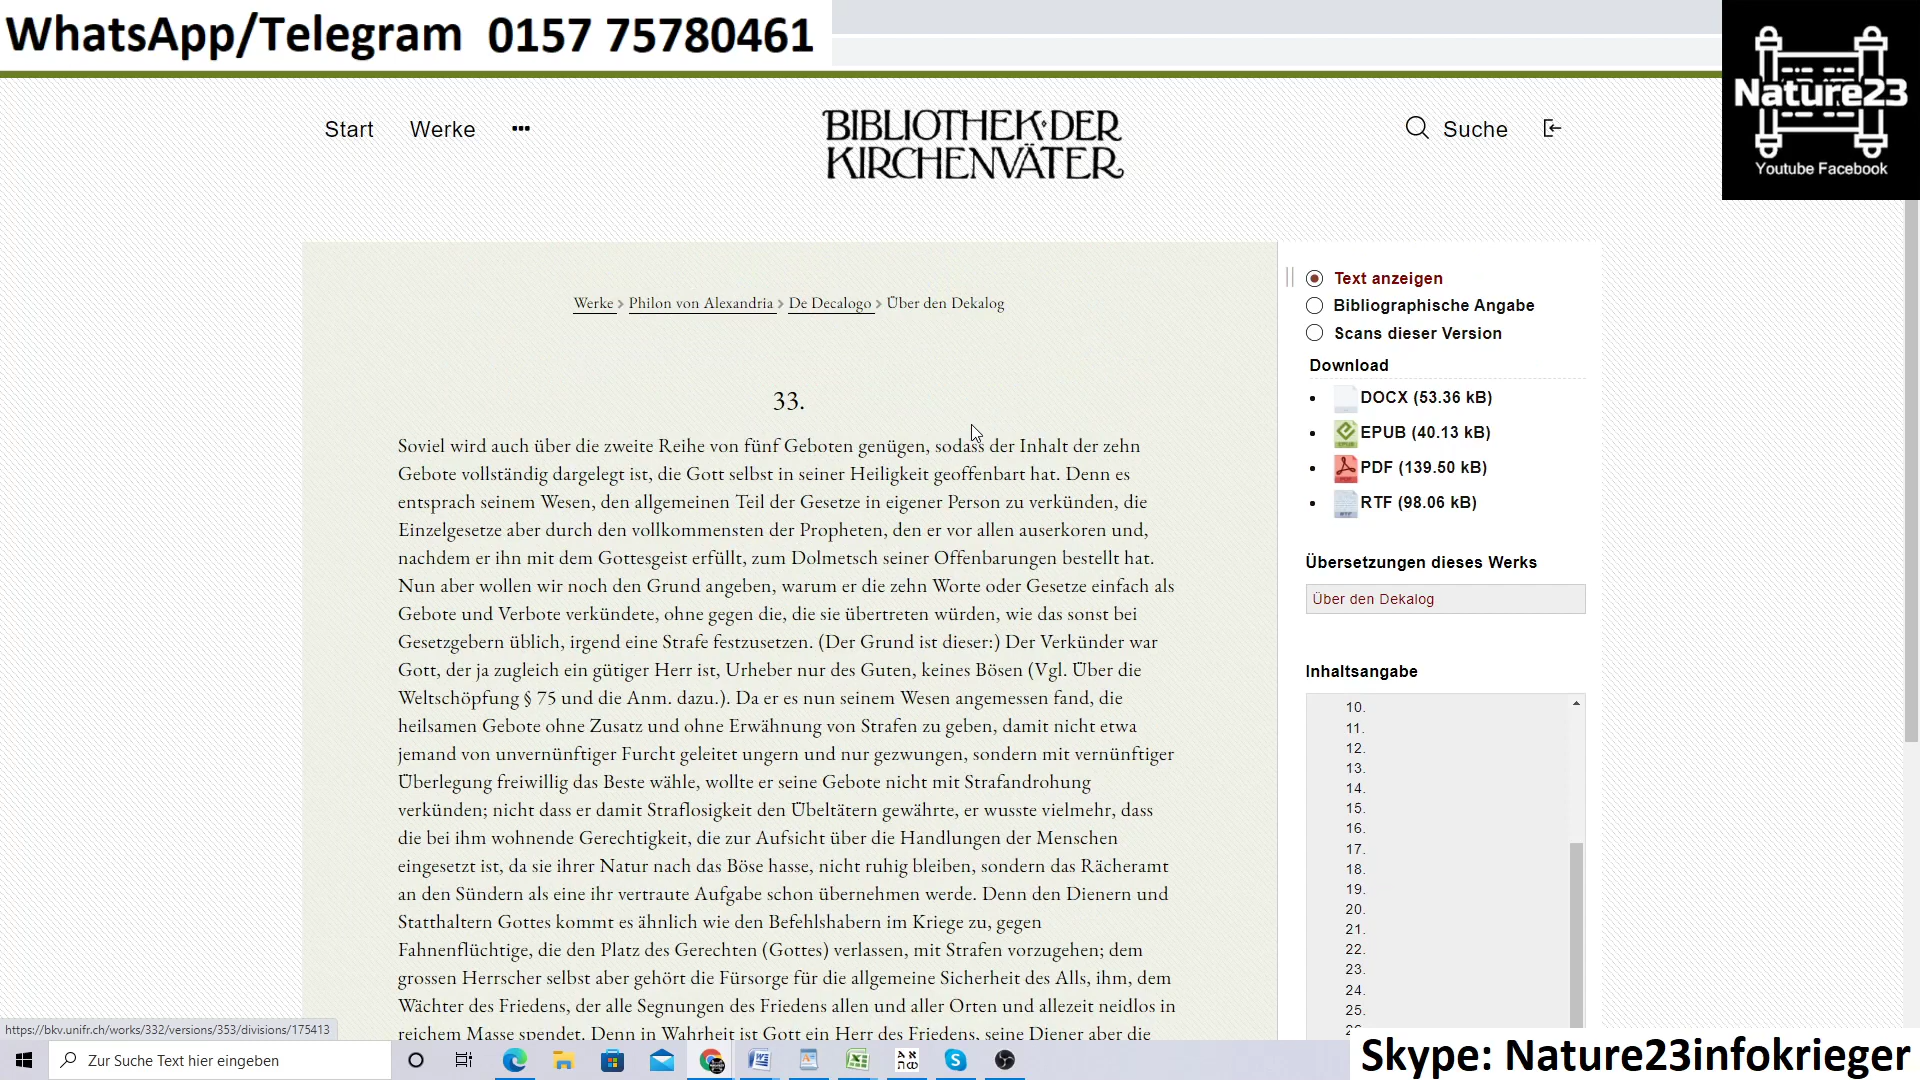 WhatsApp/Telegram 0157 75780461
Nature23
Youtube Facebook
Start Werke •••
BIBLIOTHEK·DER
KIRCHENVÄTER
Suche
Werke > Philon von Alexandria > De Decalogo > Über den Dekalog
33.
Soviel wird auch über die zweite Reihe von fünf Geboten genügen, sodass der Inhalt der zehn
Gebote vollständig dargelegt ist, die Gott selbst in seiner Heiligkeit geoffenbart hat. Denn es
entsprach seinem Wesen, den allgemeinen Teil der Gesetze in eigener Person zu verkünden, die
Einzelgesetze aber durch den vollkommensten der Propheten, den er vor allen auserkoren und,
nachdem er ihn mit dem Gottesgeist erfüllt, zum Dolmetsch seiner Offenbarungen bestellt hat.
Nun aber wollen wir noch den Grund angeben, warum er die zehn Worte oder Gesetze einfach als
Gebote und Verbote verkündete, ohne gegen die, die sie übertreten würden, wie das sonst bei
Gesetzgebern üblich, irgend eine Strafe festzusetzen. (Der Grund ist dieser:) Der Verkünder war
Gott, der ja zugleich ein gütiger Herr ist, Urheber nur des Guten, keines Bösen (Vgl. Über die
Weltschöpfung § 75 und die Anm. dazu.). Da er es nun seinem Wesen angemessen fand, die
heilsamen Gebote ohne Zusatz und ohne Erwähnung von Strafen zu geben, damit nicht etwa
jemand von unvernünftiger Furcht geleitet ungern und nur gezwungen, sondern mit vernünftiger
Überlegung freiwillig das Beste wähle, wollte er seine Gebote nicht mit Strafandrohung
verkünden; nicht dass er damit Straflosigkeit den Übeltätern gewährte, er wusste vielmehr, dass
die bei ihm wohnende Gerechtigkeit, die zur Aufsicht über die Handlungen der Menschen
eingesetzt ist, da sie ihrer Natur nach das Böse hasse, nicht ruhig bleiben, sondern das Rächeramt
an den Sündern als eine ihr vertraute Aufgabe schon übernehmen werde. Denn den Dienern und
Statthaltern Gottes kommt es ähnlich wie den Befehlshabern im Kriege zu, gegen
Fahnenflüchtige, die den Platz des Gerechten (Gottes) verlassen, mit Strafen vorzugehen; dem
grossen Herrscher selbst aber gehört die Fürsorge für die allgemeine Sicherheit des Alls, ihm, dem
Wächter des Friedens, der alle Segnungen des Friedens allen und aller Orten und allezeit neidlos in
reichem Masse spendet. Denn in Wahrheit ist Gott ein Herr des Friedens, seine Diener aber die
Text anzeigen
Bibliographische Angabe
Scans dieser Version
Download
• DOCX (53.36 kB)
• EPUB (40.13 kB)
• PDF (139.50 kB)
• RTF (98.06 kB)
Übersetzungen dieses Werks
Über den Dekalog
Inhaltsangabe
10.
11.
12.
13.
14.
15.
16.
17.
18.
19.
20.
21.
22.
23.
24.
25.
https://bkv.unifr.ch/works/332/versions/353/divisions/175413
Zur Suche Text hier eingeben
Skype: Nature23infokrieger